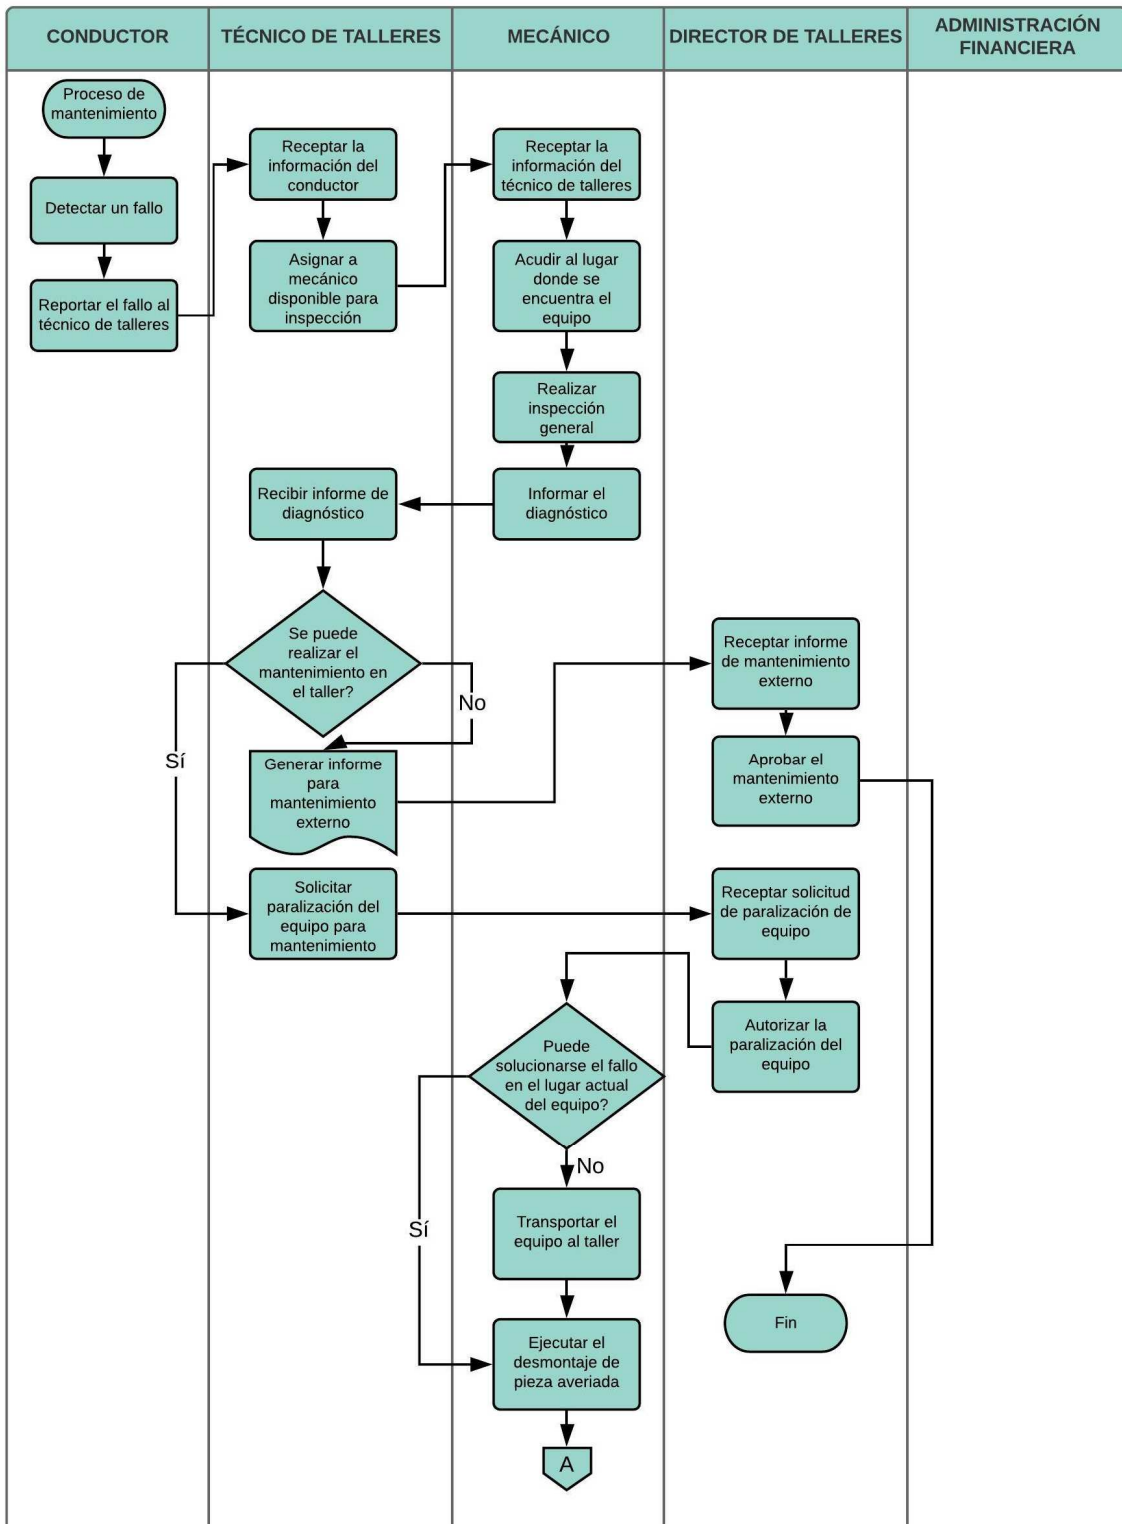 CONDUCTOR
TÉCNICO DE TALLERES
MECÁNICO
DIRECTOR DE TALLERES
ADMINISTRACIÓN
FINANCIERA
Proceso de
mantenimiento
Detectar un fallo
Reportar el fallo al
técnico de talleres
Receptar la
información del
conductor
Asignar a
mecánico
disponible para
inspección
Receptar la
información del
técnico de talleres
Acudir al lugar
donde se
encuentra el
equipo
Realizar
inspección
general
Informar el
diagnóstico
Recibir informe de
diagnóstico
Se puede
realizar el
mantenimiento en
el taller?
No
Sí
Generar informe
para
mantenimiento
externo
Receptar informe
de mantenimiento
externo
Aprobar el
mantenimiento
externo
Solicitar
paralización del
equipo para
mantenimiento
Receptar solicitud
de paralización de
equipo
Autorizar la
paralización del
equipo
Puede
solucionarse el fallo
en el lugar actual
del equipo?
No
Sí
Transportar el
equipo al taller
Ejecutar el
desmontaje de
pieza averiada
A
Fin